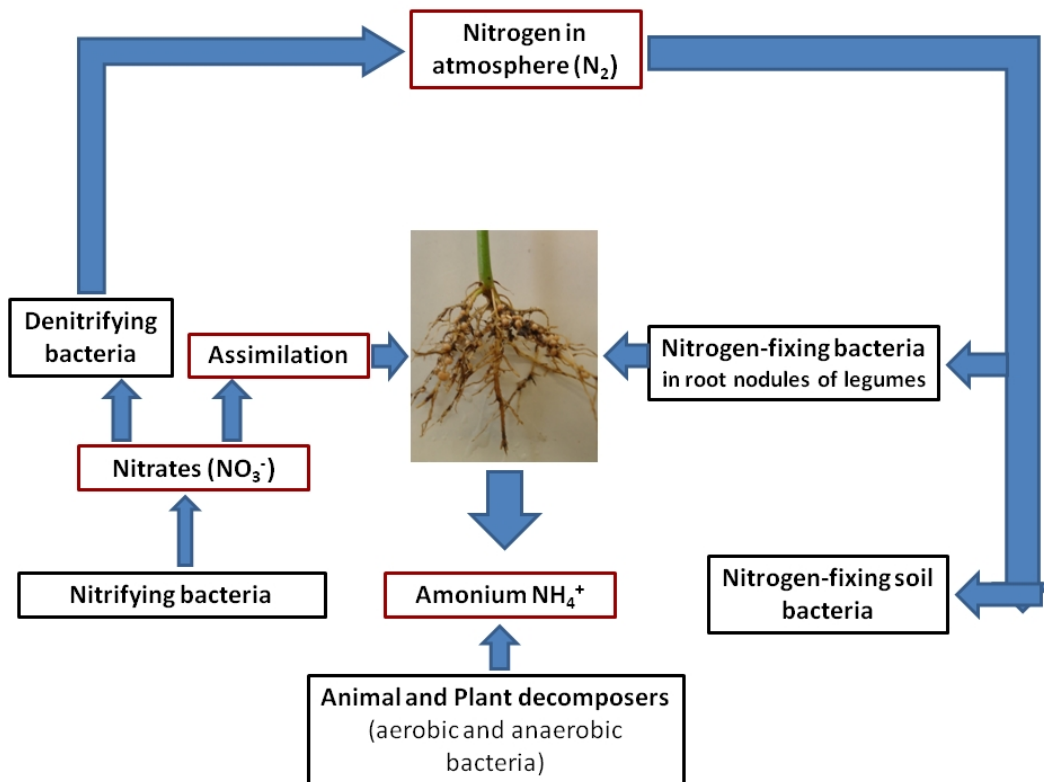 Nitrogen in
atmosphere (N₂)
Denitrifying
bacteria
Assimilation
Nitrogen-fixing bacteria
in root nodules of legumes
Nitrates (NO₃⁻)
Nitrifying bacteria
Amonium NH₄⁺
Nitrogen-fixing soil
bacteria
Animal and Plant decomposers
(aerobic and anaerobic
bacteria)